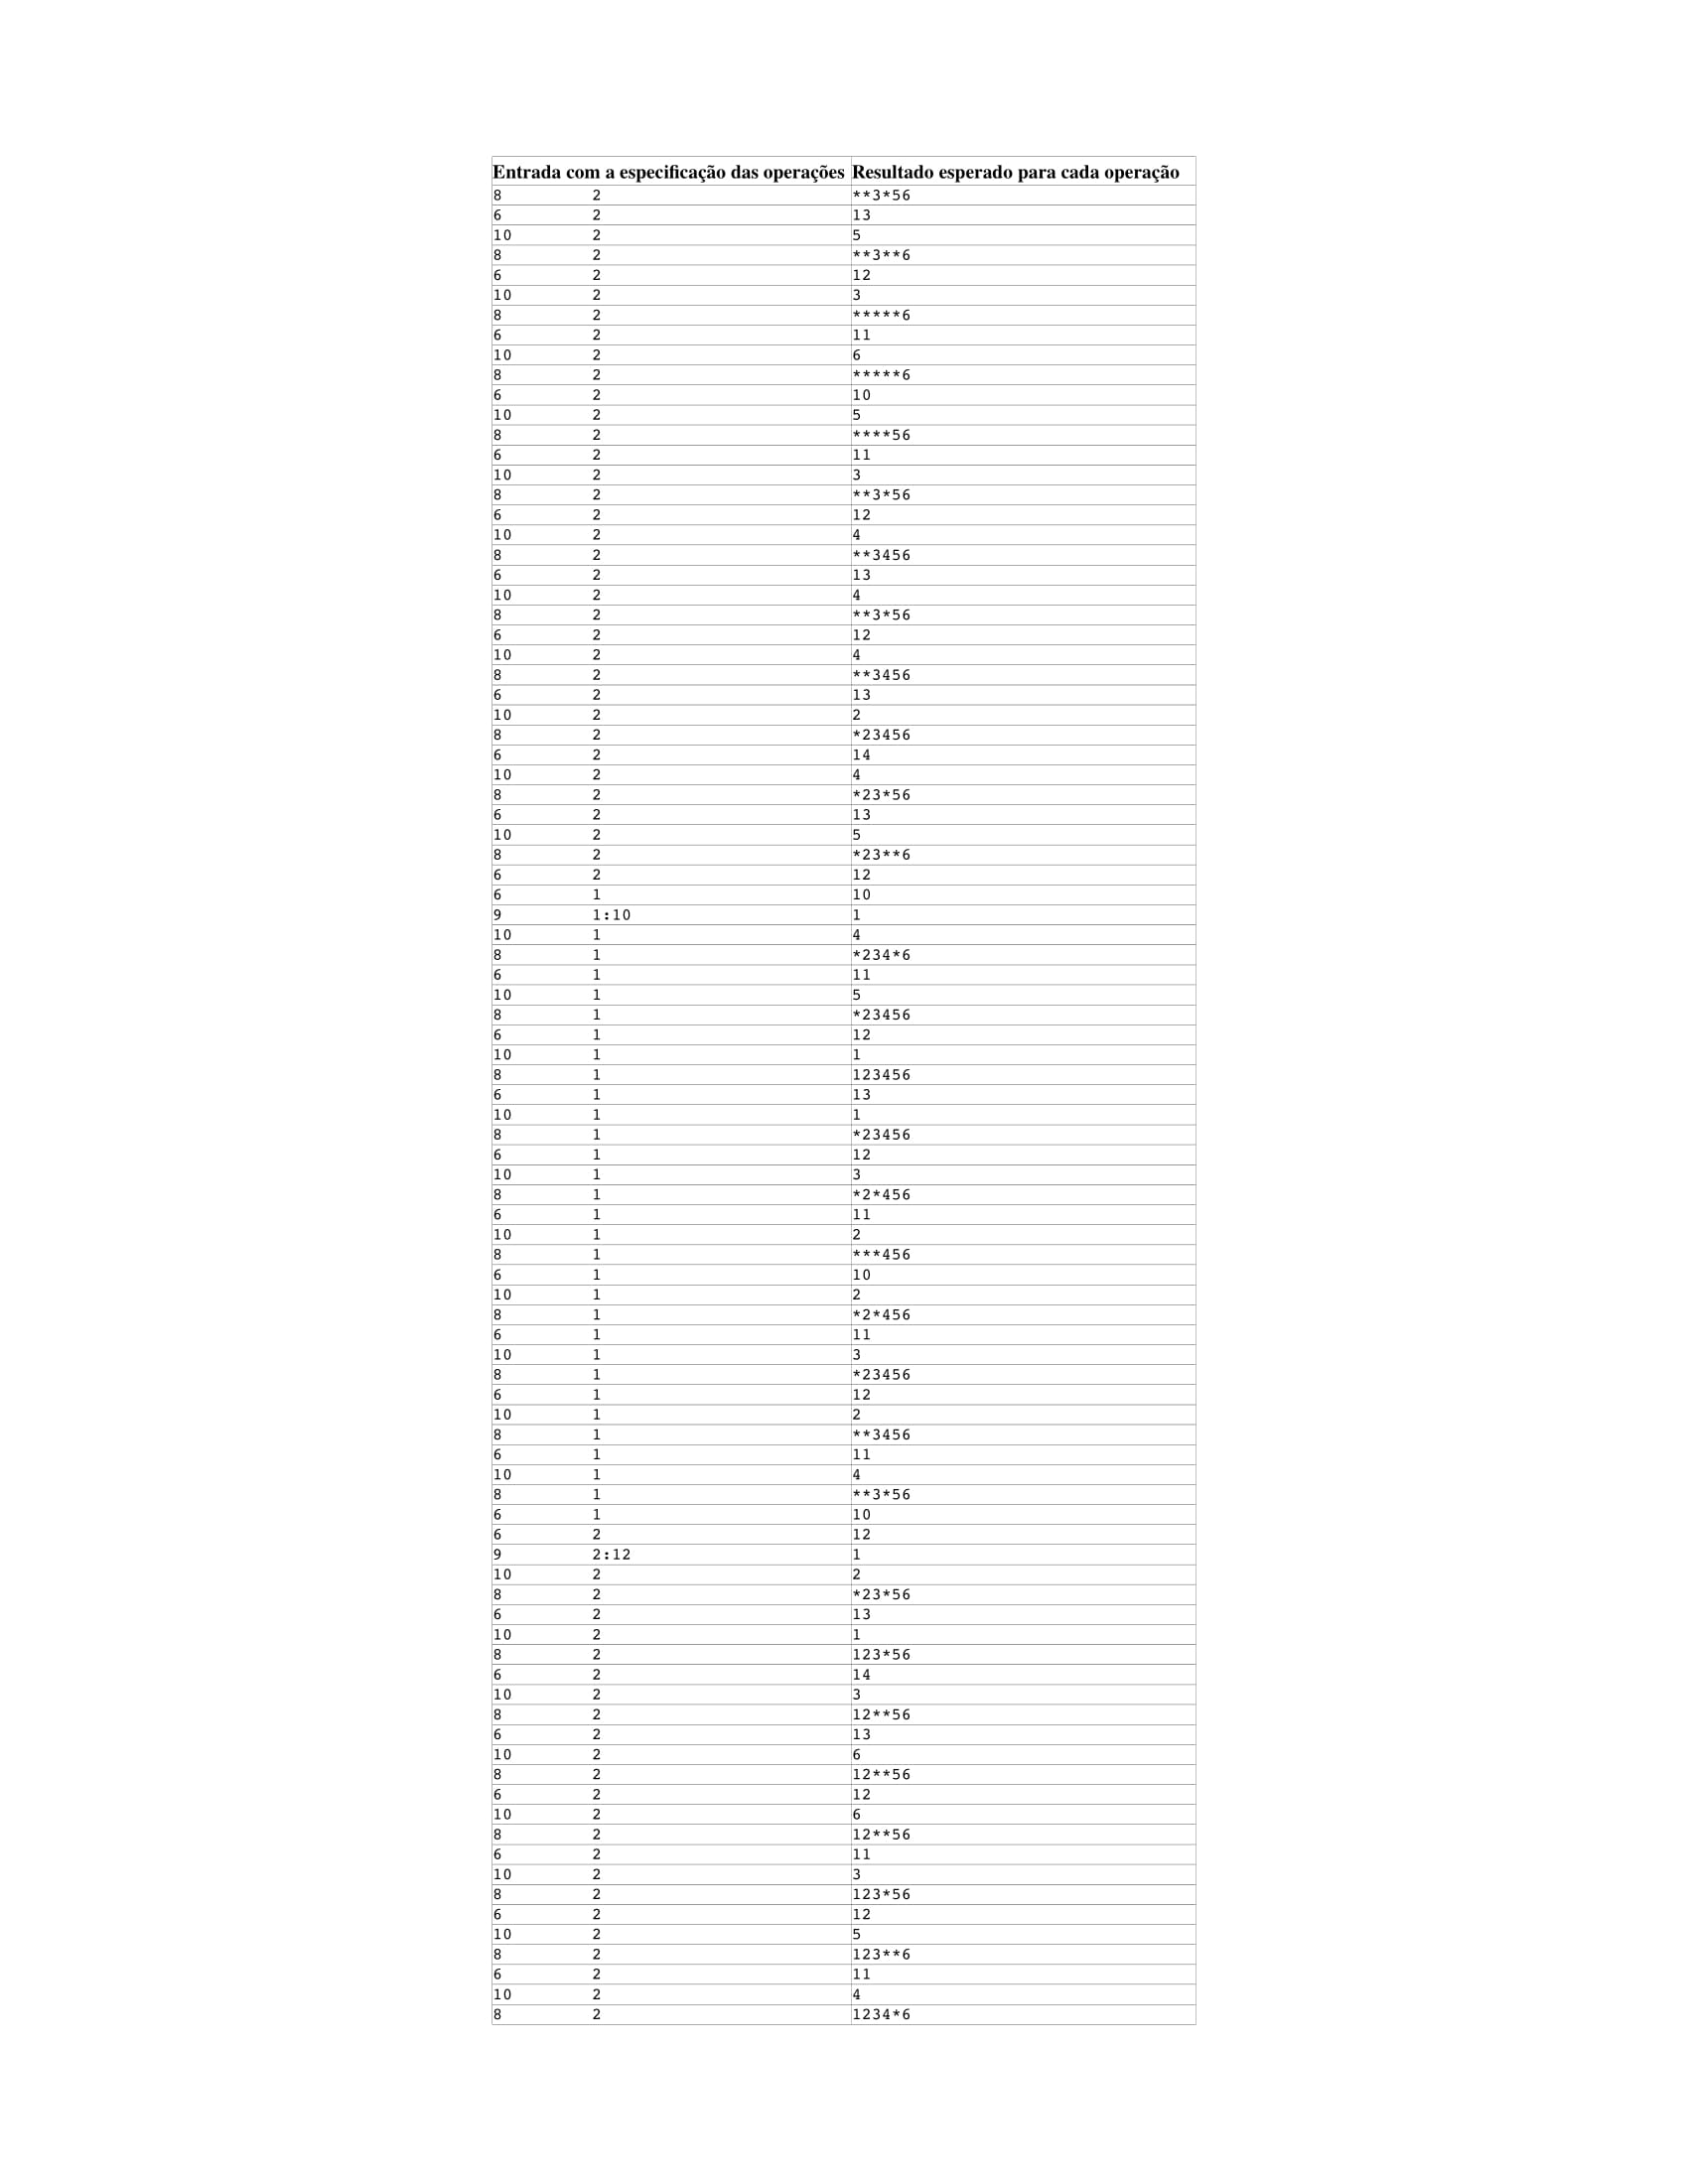 Entrada com a especificação das operações Resultado esperado para cada operação
8 2 **3*56
6 2 13
10 2 5
8 2 **3**6
6 2 12
10 2 3
8 2 *****6
6 2 11
10 2 6
8 2 *****6
6 2 10
10 2 5
8 2 ****56
6 2 11
10 2 3
8 2 **3*56
6 2 12
10 2 4
8 2 **3456
6 2 13
10 2 4
8 2 **3*56
6 2 12
10 2 4
8 2 **3456
6 2 13
10 2 2
8 2 *23456
6 2 14
10 2 4
8 2 *23*56
6 2 13
10 2 5
8 2 *23**6
6 2 12
6 1 10
9 1:10 1
10 1 4
8 1 *234*6
6 1 11
10 1 5
8 1 *23456
6 1 12
10 1 1
8 1 123456
6 1 13
10 1 1
8 1 *23456
6 1 12
10 1 3
8 1 *2*456
6 1 11
10 1 2
8 1 ***456
6 1 10
10 1 2
8 1 *2*456
6 1 11
10 1 3
8 1 *23456
6 1 12
10 1 2
8 1 **3456
6 1 11
10 1 4
8 1 **3*56
6 1 10
6 2 12
9 2:12 1
10 2 2
8 2 *23*56
6 2 13
10 2 1
8 2 123*56
6 2 14
10 2 3
8 2 12**56
6 2 13
10 2 6
8 2 12**56
6 2 12
10 2 6
8 2 12**56
6 2 11
10 2 3
8 2 123*56
6 2 12
10 2 5
8 2 123**6
6 2 11
10 2 4
8 2 1234*6